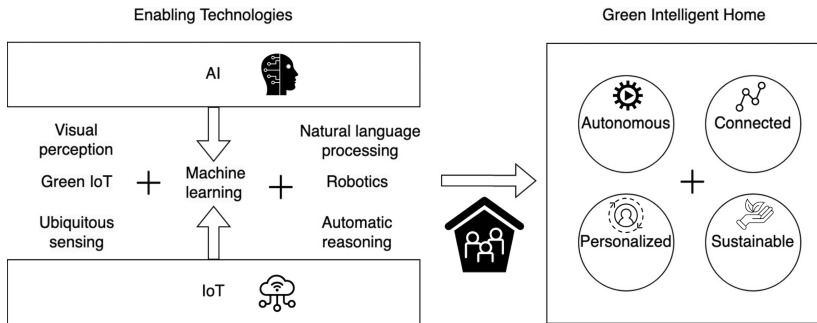 Enabling Technologies
Green Intelligent Home
AI
Visual
perception
Natural language
processing
Green IoT
Machine
learning
Robotics
Ubiquitous
sensing
Automatic
reasoning
IoT
Autonomous
Connected
Personalized
Sustainable